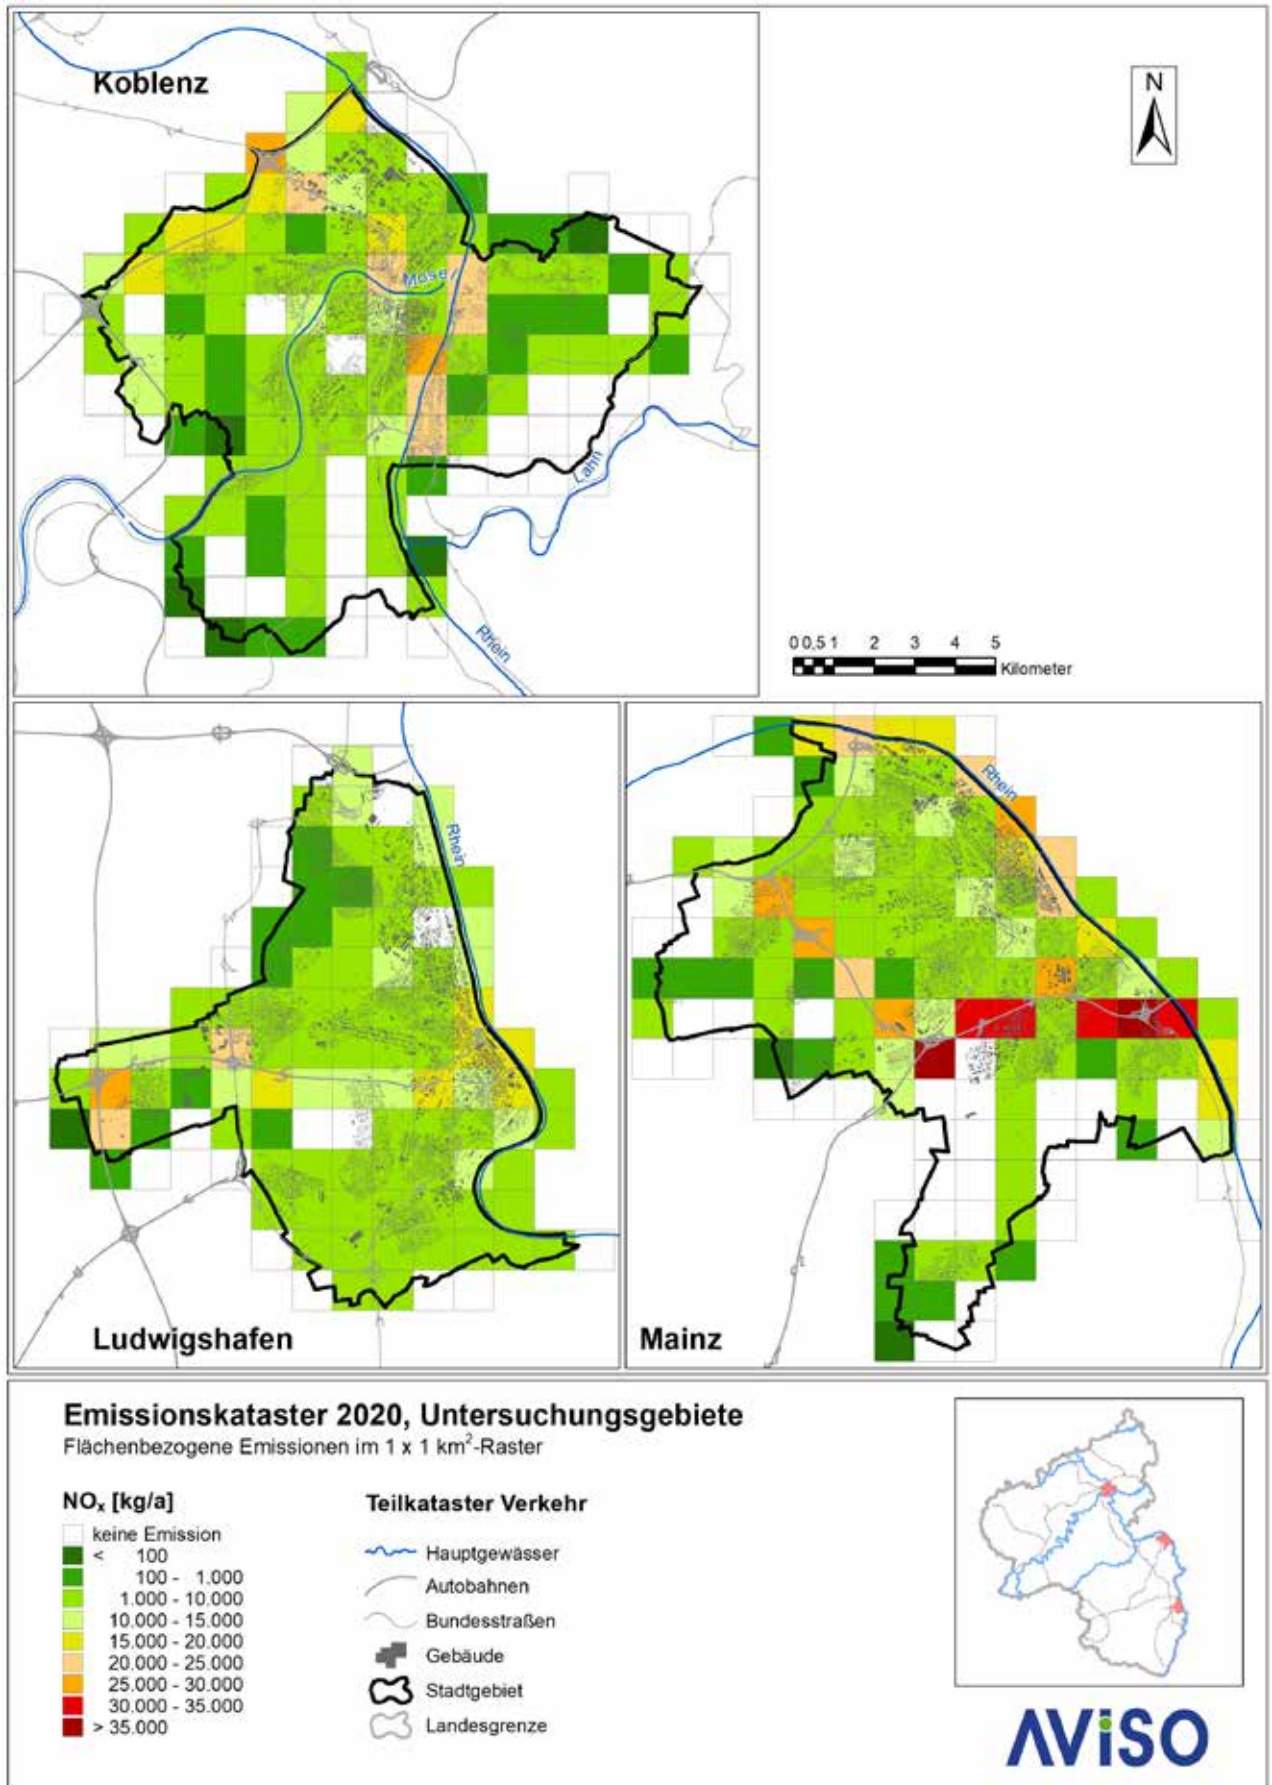 Koblenz
N
Mose
Lahn
Rhein
0 0,5 1 2 3 4 5
Kilometer
Rhein
Ludwigshafen
Rhein
Mainz
Emissionskataster 2020, Untersuchungsgebiete
Flächenbezogene Emissionen im 1 x 1 km²-Raster
NOₓ [kg/a]
keine Emission
< 100
100 - 1.000
1.000 - 10.000
10.000 - 15.000
15.000 - 20.000
20.000 - 25.000
25.000 - 30.000
30.000 - 35.000
> 35.000
Teilkataster Verkehr
Hauptgewässer
Autobahnen
Bundesstraßen
Gebäude
Stadtgebiet
Landesgrenze
AViSO